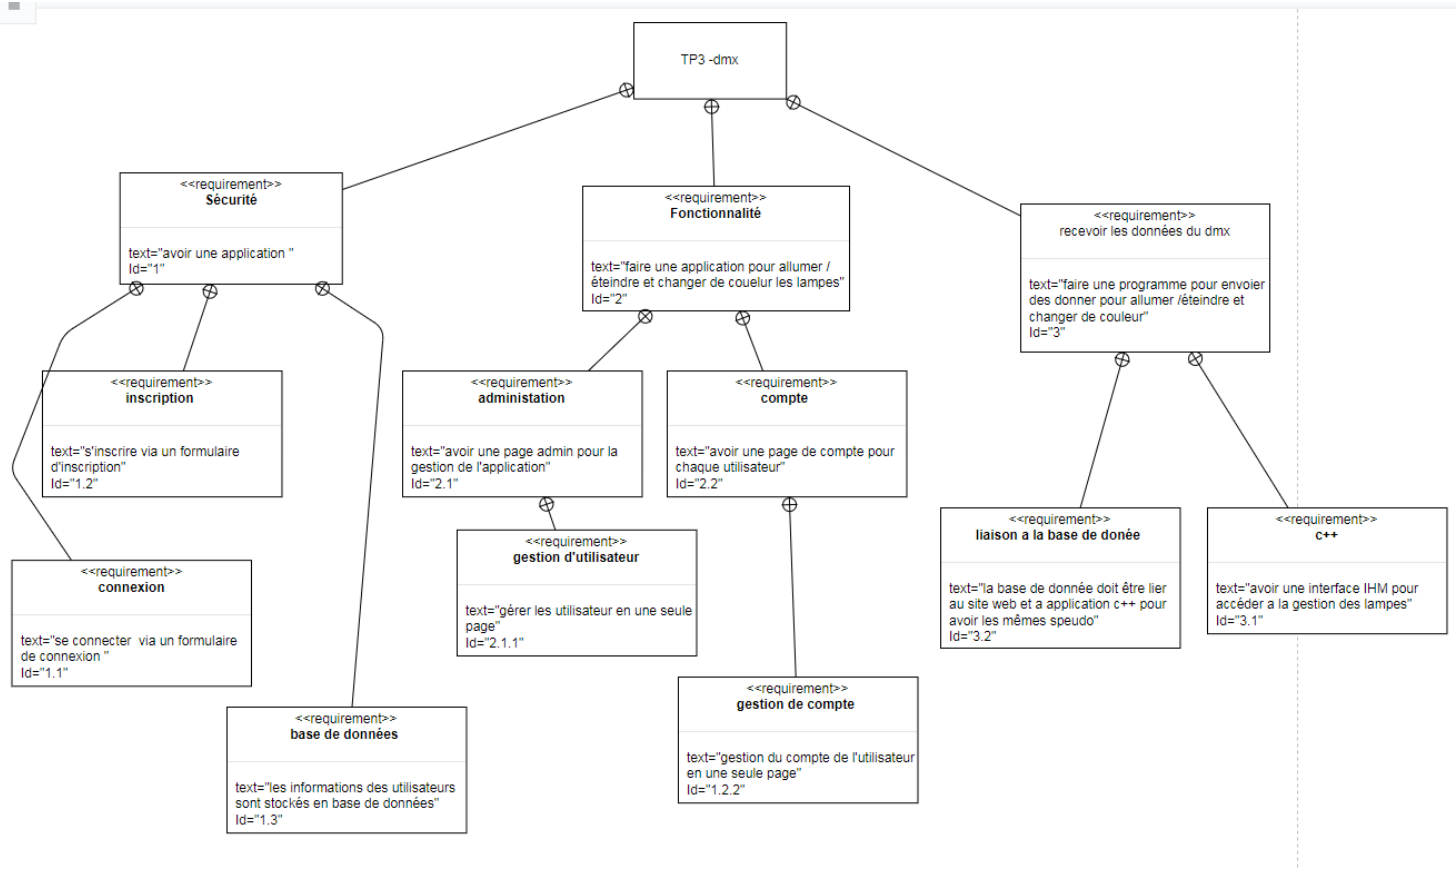 TP3 -dmx
<<requirement>>
Sécurité
text="avoir une application "
Id="1"
<<requirement>>
Fonctionnalité
text="faire une application pour allumer /
éteindre et changer de couelur les lampes"
Id="2"
<<requirement>>
recevoir les données du dmx
text="faire une programme pour envoier
des donner pour allumer /éteindre et
changer de couleur"
Id="3"
<<requirement>>
inscription
text="s'inscrire via un formulaire
d'inscription"
Id="1.2"
<<requirement>>
administation
text="avoir une page admin pour la
gestion de l'application"
Id="2.1"
<<requirement>>
compte
text="avoir une page de compte pour
chaque utilisateur"
Id="2.2"
<<requirement>>
liaison a la base de donée
text="la base de donnée doit être lier
au site web et a application c++ pour
avoir les mêmes speudo"
Id="3.2"
<<requirement>>
c++
text="avoir une interface IHM pour
accéder a la gestion des lampes"
Id="3.1"
<<requirement>>
gestion d'utilisateur
text="gérer les utilisateur en une seule
page"
Id="2.1.1"
<<requirement>>
connexion
text="se connecter  via un formulaire
de connexion "
Id="1.1"
<<requirement>>
gestion de compte
text="gestion du compte de l'utilisateur
en une seule page"
Id="1.2.2"
<<requirement>>
base de données
text="les informations des utilisateurs
sont stockés en base de données"
Id="1.3"